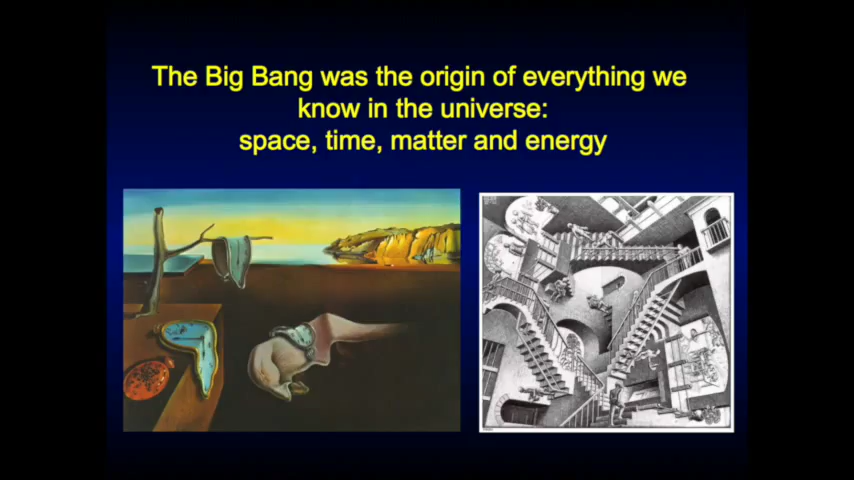 The Big Bang was the origin of everything we
know in the universe:
space, time, matter and energy